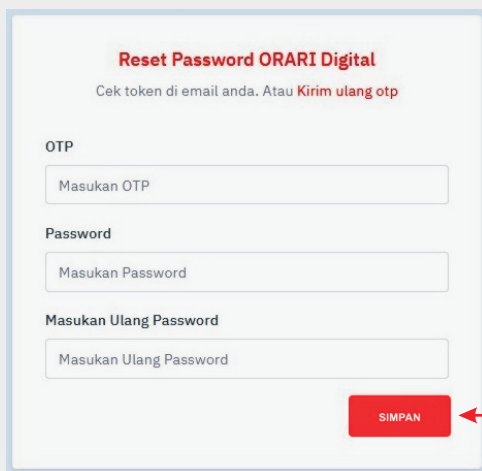 Reset Password ORARI Digital
Cek token di email anda. Atau Kirim ulang otp
OTP
Masukan OTP
Password
Masukan Password
Masukan Ulang Password
Masukan Ulang Password
SIMPAN